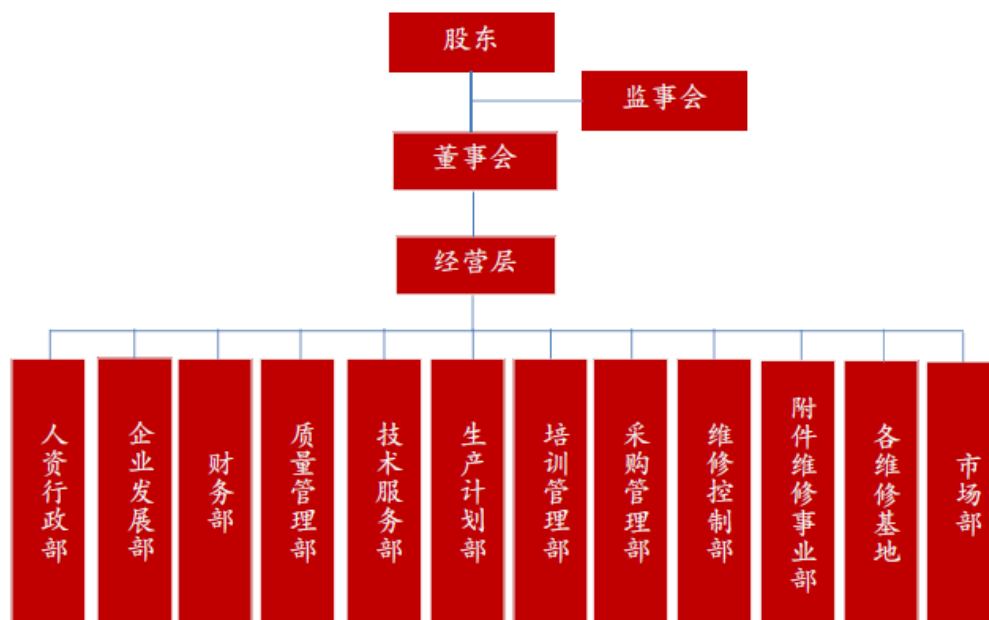 股东
监事会
董事会
经营层
人资行政部
企业发展部
财务部
质量管理部
技术服务部
生产计划部
培训管理部
采购管理部
维修控制部
附件维修事业部
各维修基地
市场部